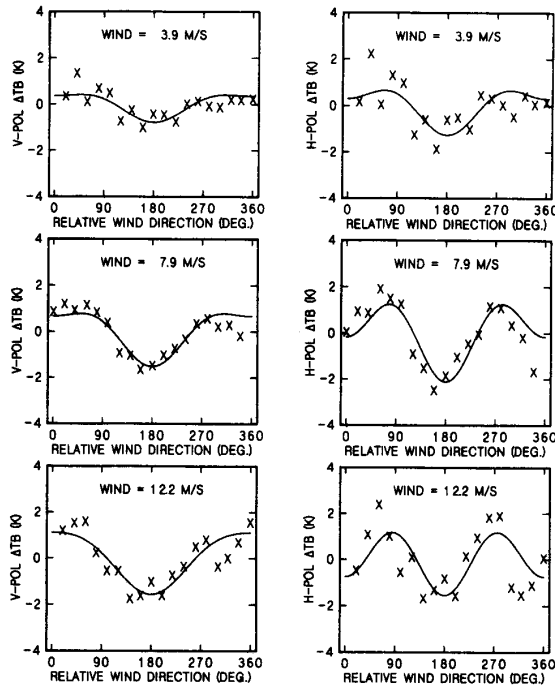 4
2
0
-2
-4
V-POL ΔTB (K)
WIND = 3.9 M/S
0 90 180 270 360
RELATIVE WIND DIRECTION (DEG.)
4
2
0
-2
-4
H-POL ΔTB (K)
WIND = 3.9 M/S
0 90 180 270 360
RELATIVE WIND DIRECTION (DEG.)
4
2
0
-2
-4
V-POL ΔTB (K)
WIND = 7.9 M/S
0 90 180 270 360
RELATIVE WIND DIRECTION (DEG.)
4
2
0
-2
-4
H-POL ΔTB (K)
WIND = 7.9 M/S
0 90 180 270 360
RELATIVE WIND DIRECTION (DEG.)
4
2
0
-2
-4
V-POL ΔTB (K)
WIND = 12.2 M/S
0 90 180 270 360
RELATIVE WIND DIRECTION (DEG.)
4
2
0
-2
-4
H-POL ΔTB (K)
WIND = 12.2 M/S
0 90 180 270 360
RELATIVE WIND DIRECTION (DEG.)